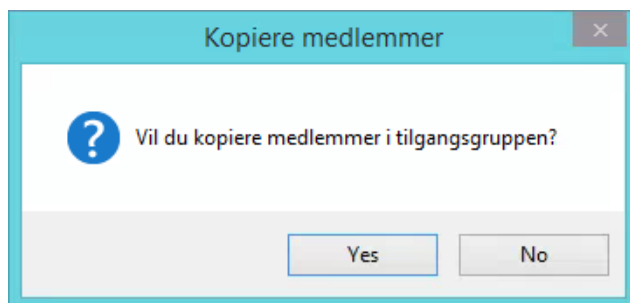 Kopiere medlemmer
Vil du kopiere medlemmer i tilgangsgruppen?
Yes
No